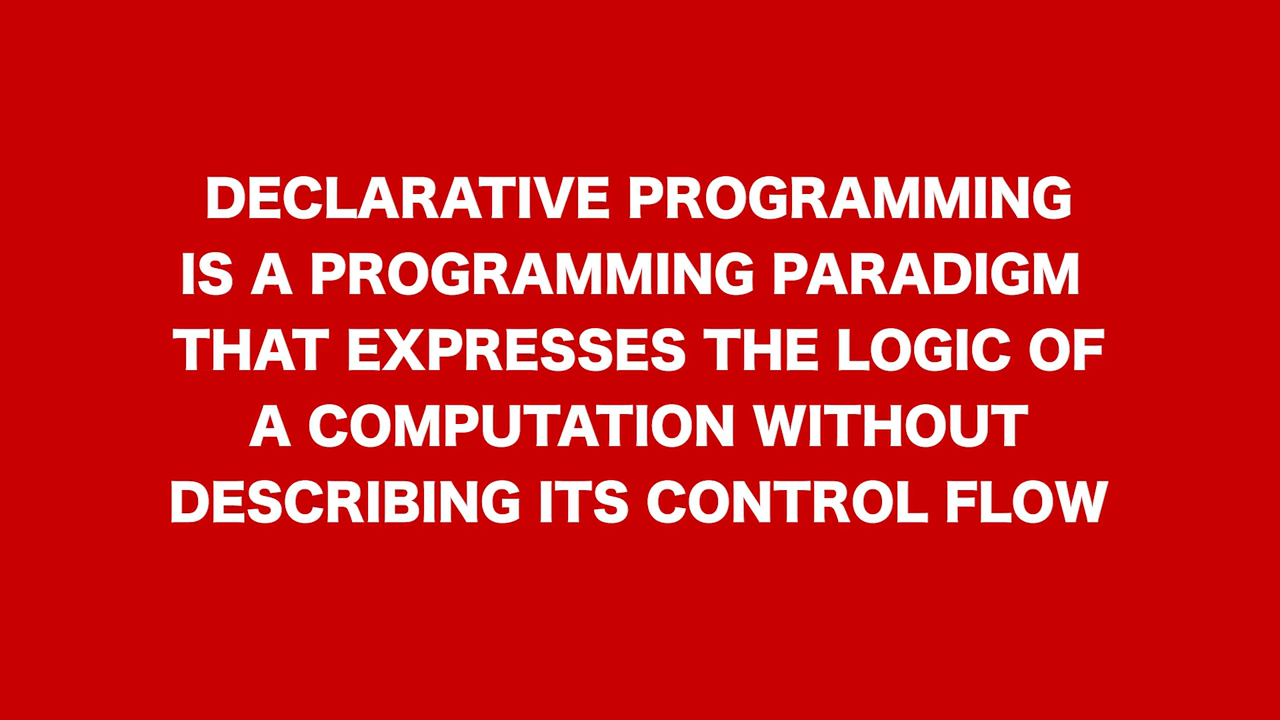 DECLARATIVE PROGRAMMING
IS A PROGRAMMING PARADIGM
THAT EXPRESSES THE LOGIC OF
A COMPUTATION WITHOUT
DESCRIBING ITS CONTROL FLOW